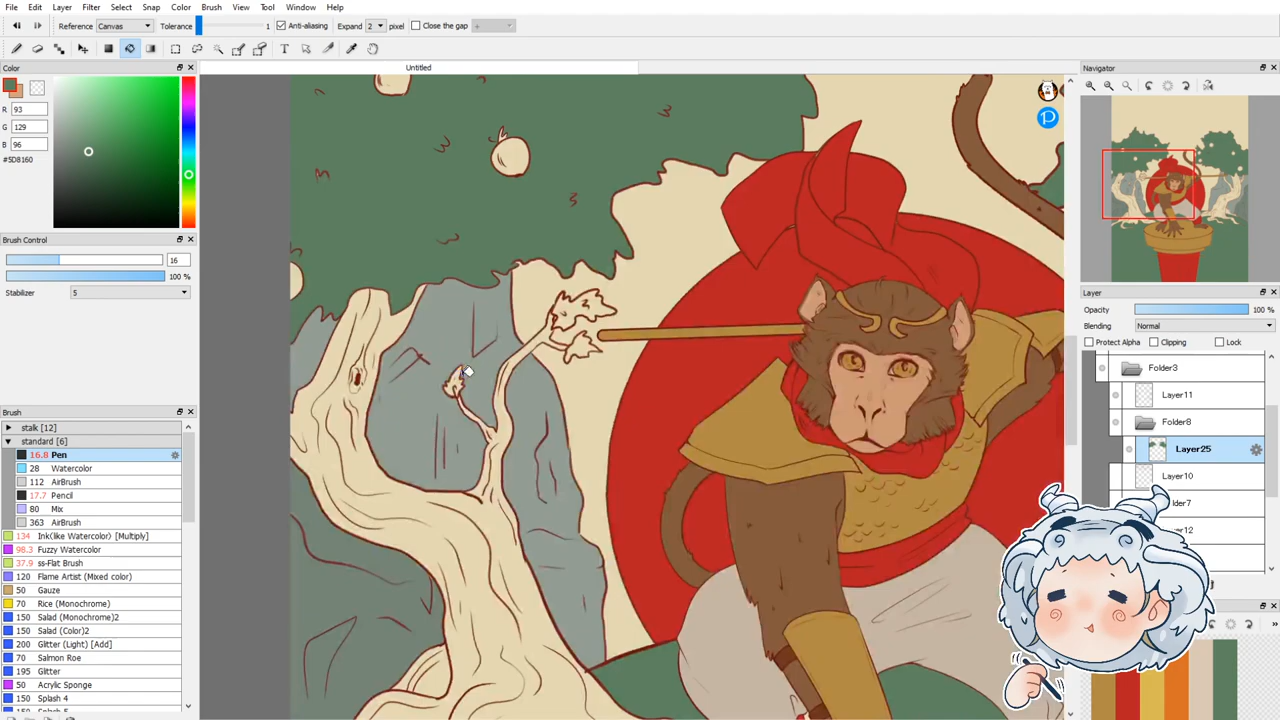 File Edit Layer Filter Select Snap Color Brush View Tool Window Help
Reference Canvas Tolerance 1 Anti-aliasing Expand 2 pixel Close the gap +
T
Color
Untitled
Navigator
R 93
G 129
B 96
#5D8160
Brush Control
16
100 %
Stabilizer 5
Layer
Opacity 100 %
Blending Normal
Protect Alpha Clipping Lock
Folder3
Layer11
Folder8
Layer25
Layer10
lder7
12
Brush
stalk [12]
standard [6]
16.8 Pen
28 Watercolor
112 AirBrush
17.7 Pencil
80 Mix
363 AirBrush
134 Ink(like Watercolor) [Multiply]
98.3 Fuzzy Watercolor
37.9 ss-Flat Brush
120 Flame Artist (Mixed color)
50 Gauze
70 Rice (Monochrome)
150 Salad (Monochrome)2
150 Salad (Color)2
200 Glitter (Light) [Add]
70 Salmon Roe
195 Glitter
50 Acrylic Sponge
150 Splash 4